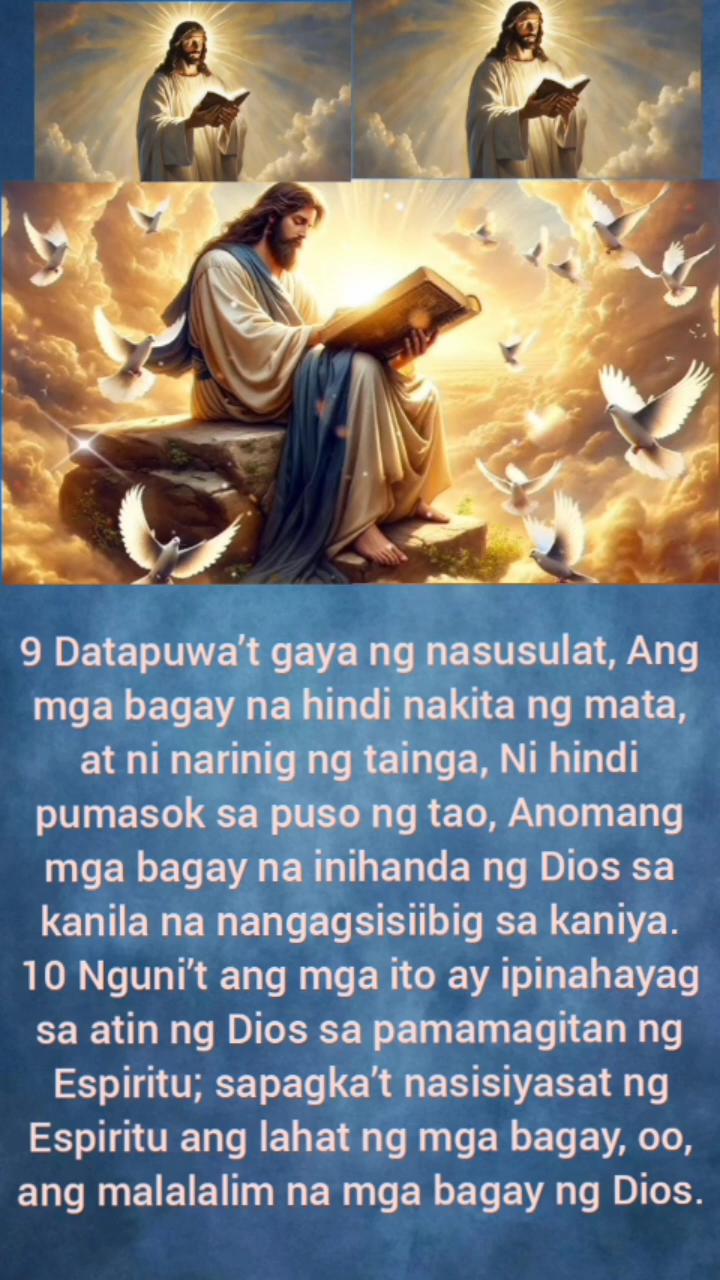 9 Datapuwa’t gaya ng nasusulat, Ang
mga bagay na hindi nakita ng mata,
at ni narinig ng tainga, Ni hindi
pumasok sa puso ng tao, Anomang
mga bagay na inihanda ng Dios sa
kanila na nangagsisiibig sa kaniya.
10 Nguni’t ang mga ito ay ipinahayag
sa atin ng Dios sa pamamagitan ng
Espiritu; sapagka’t nasisiyasat ng
Espiritu ang lahat ng mga bagay, oo,
ang malalalim na mga bagay ng Dios.